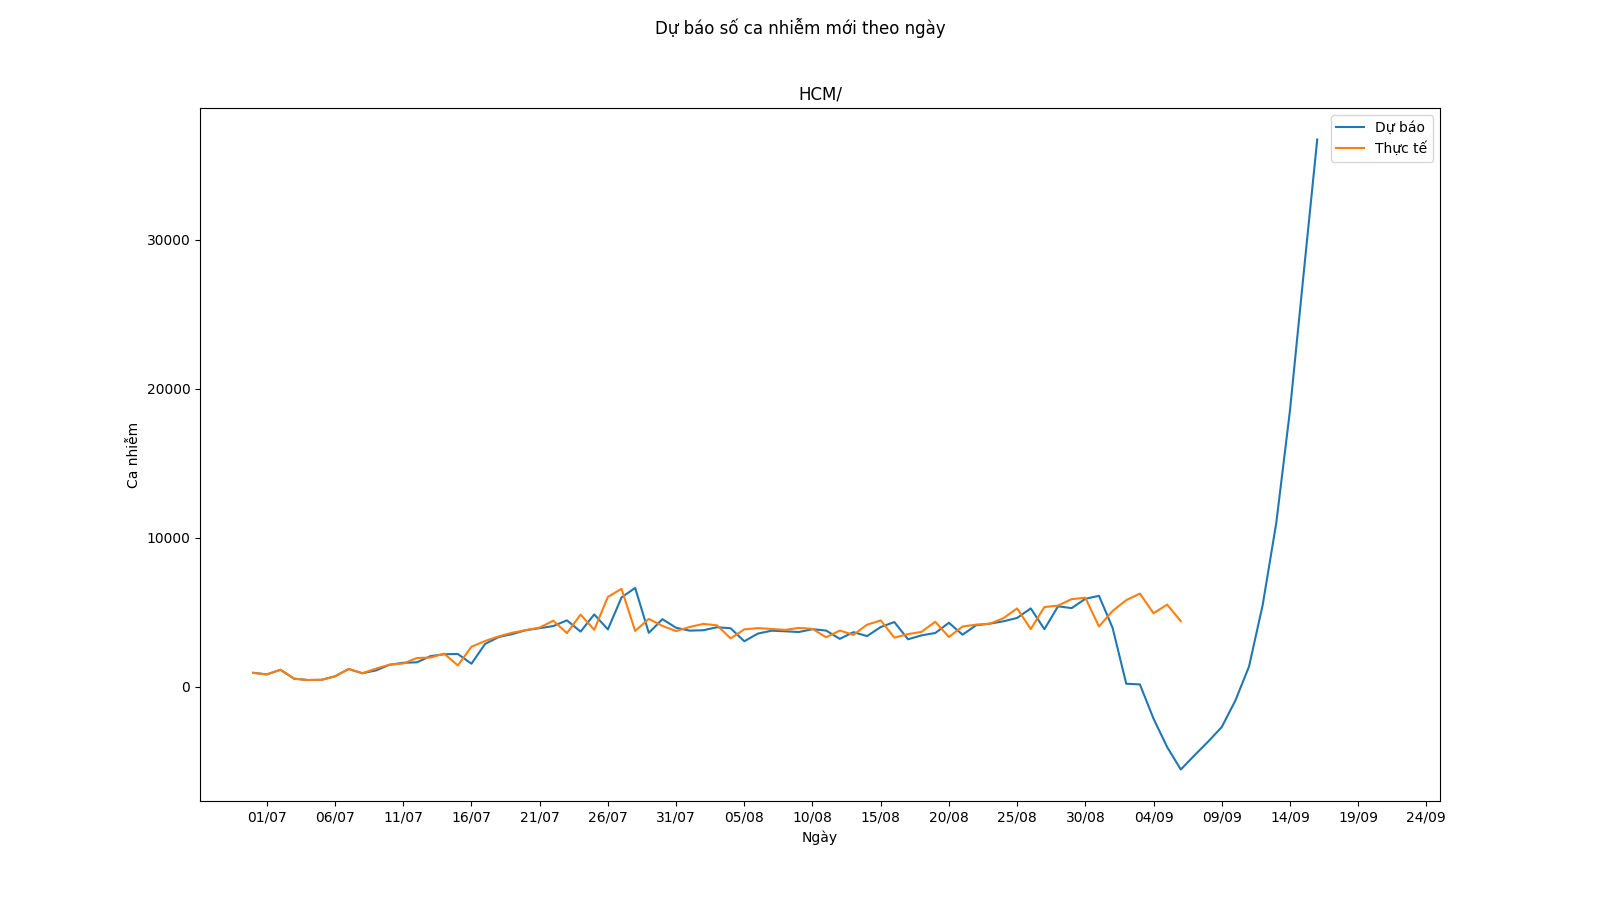 Dự báo số ca nhiễm mới theo ngày
HCM/
Dự báo
Thực tế
30000
20000
10000
0
Ca nhiễm
01/07 06/07 11/07 16/07 21/07 26/07 31/07 05/08 10/08 15/08 20/08 25/08 30/08 04/09 09/09 14/09 19/09 24/09
Ngày